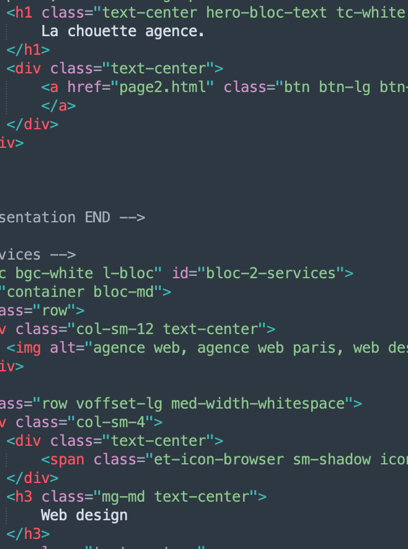 <h1 class="text-center hero-bloc-text tc-white
La chouette agence.
</h1>
<div class="text-center">
<a href="page2.html" class="btn btn-lg btn
</a>
</div>
iv>
sentation END -->
vices -->
c bgc-white l-bloc" id="bloc-2-services">
"container bloc-md">
ass="row">
v class="col-sm-12 text-center">
<img alt="agence web, agence web paris, web des
iv>
ass="row voffset-lg med-width-whitespace">
v class="col-sm-4">
<div class="text-center">
<span class="et-icon-browser sm-shadow icon
</div>
<h3 class="mg-md text-center">
Web design
</h3>